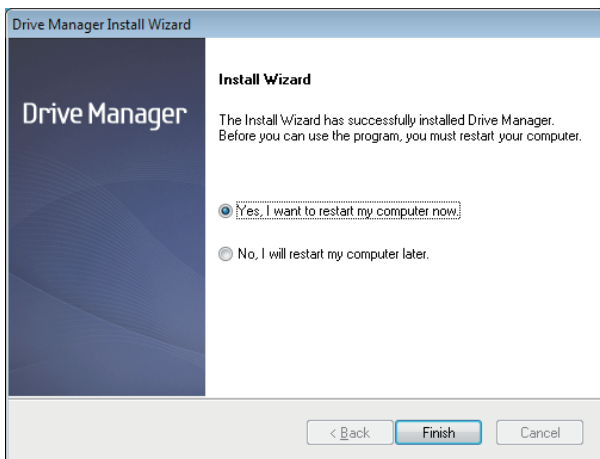 Drive Manager Install Wizard
Drive Manager
Install Wizard
The Install Wizard has successfully installed Drive Manager.
Before you can use the program, you must restart your computer.
Yes, I want to restart my computer now.
No, I will restart my computer later.
< Back
Finish
Cancel